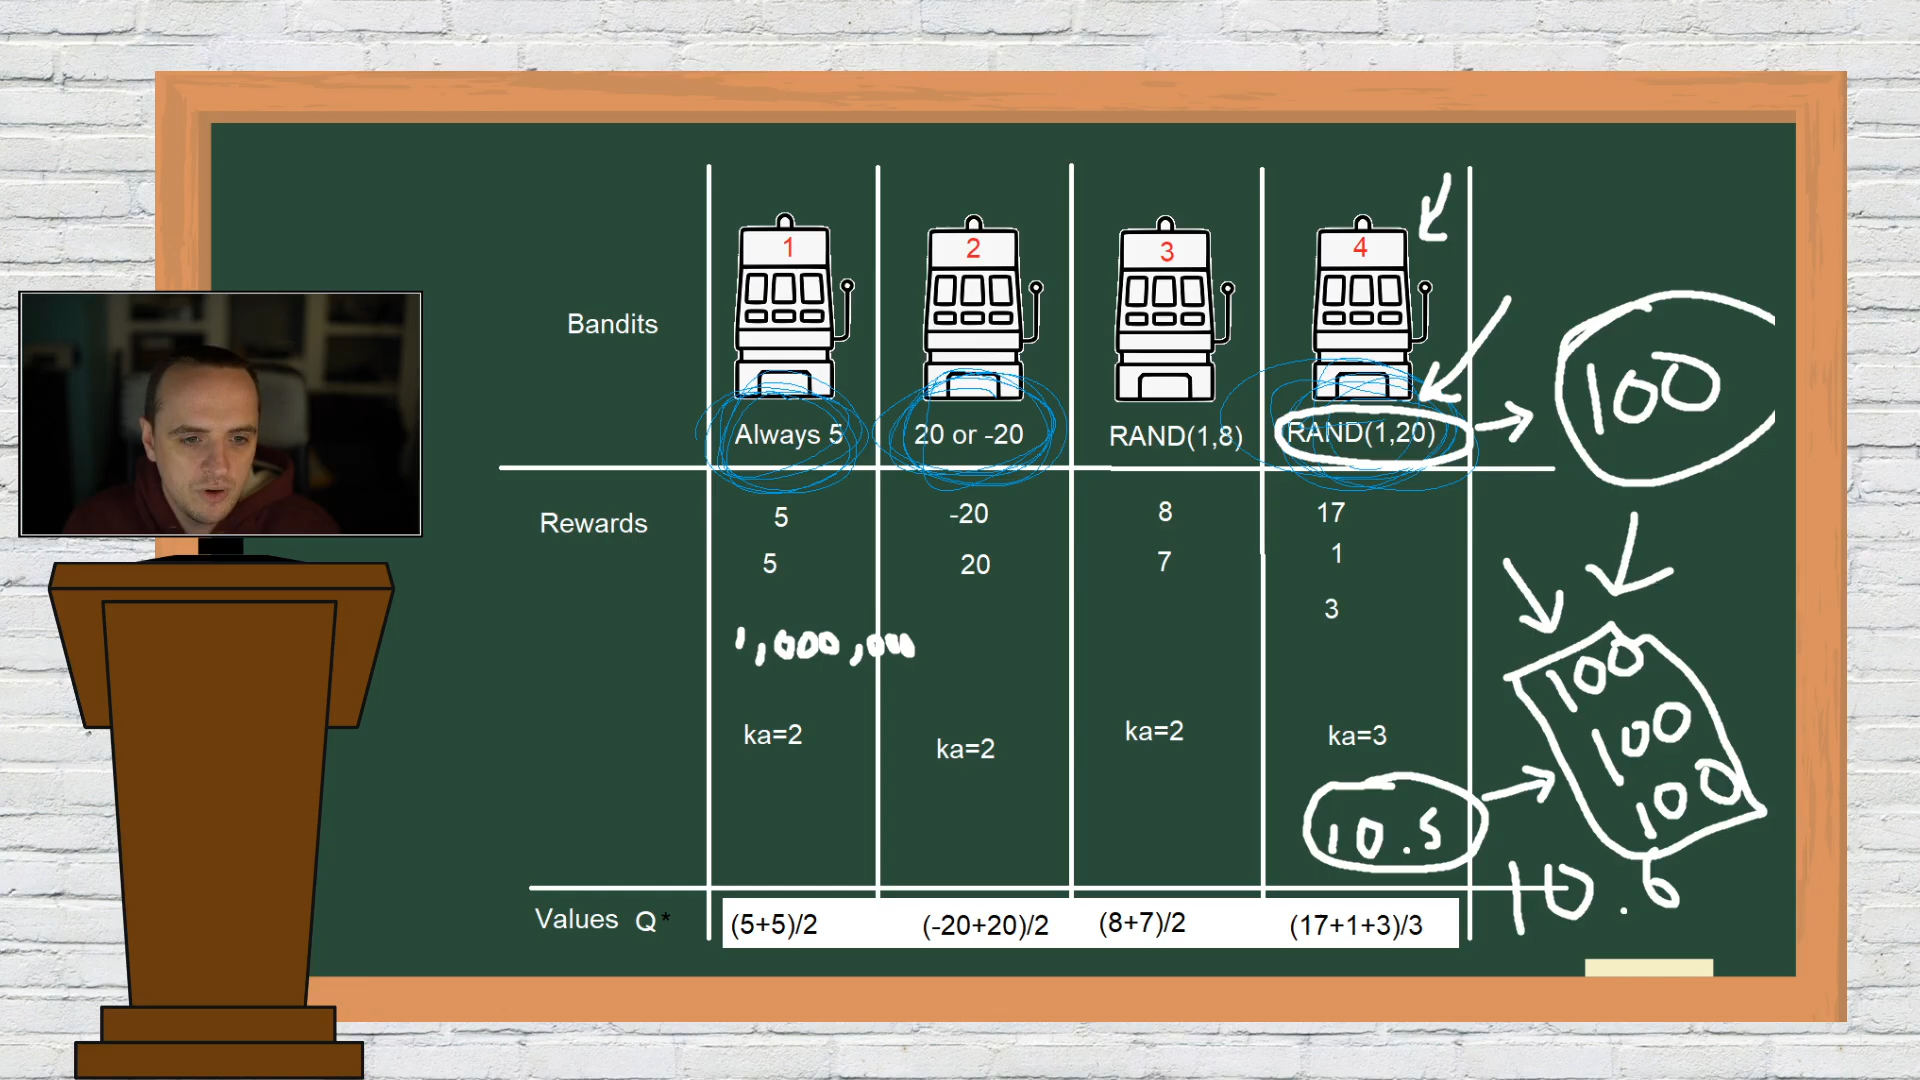 1 2 3 4
Bandits
Always 5 20 or -20 RAND(1,8) RAND(1,20) 100
Rewards 5 -20 8 17
5 20 7 1
3
1,000,000
100
100
100
ka=2 ka=2 ka=2 ka=3
10.5
10.6
Values Q* (5+5)/2 (-20+20)/2 (8+7)/2 (17+1+3)/3